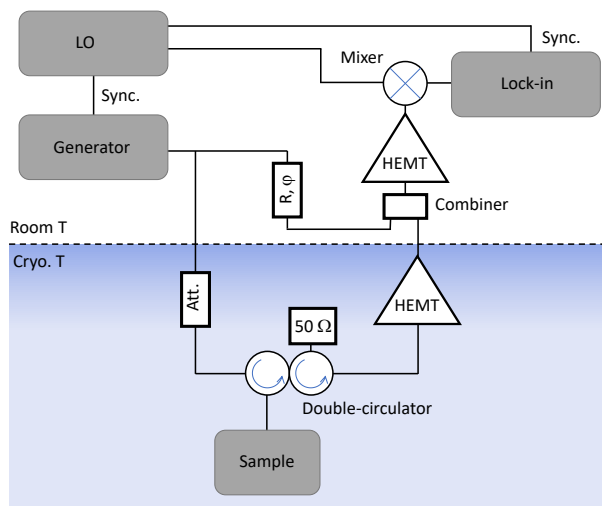 LO
Mixer
Sync.
Lock-in
Sync.
Generator
HEMT
R, φ
Combiner
Room T
Cryo. T
Att.
HEMT
50 Ω
Double-circulator
Sample